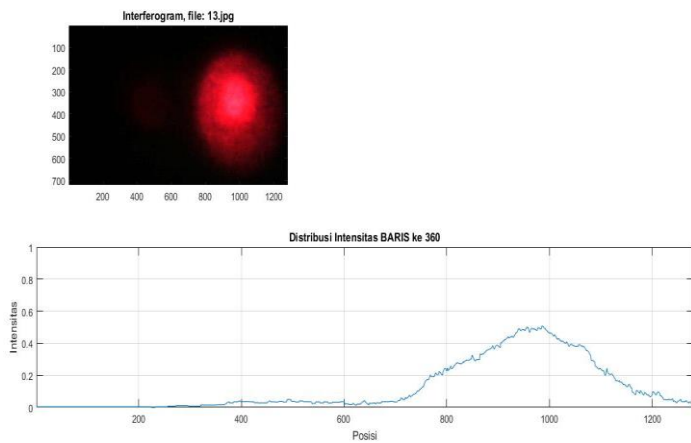 Interferogram, file: 13.jpg
100
200
300
400
500
600
700
200 400 600 800 1000 1200
Distribusi Intensitas BARIS ke 360
1
0.8
0.6
0.4
0.2
0
Intensitas
200 400 600 800 1000 1200
Posisi